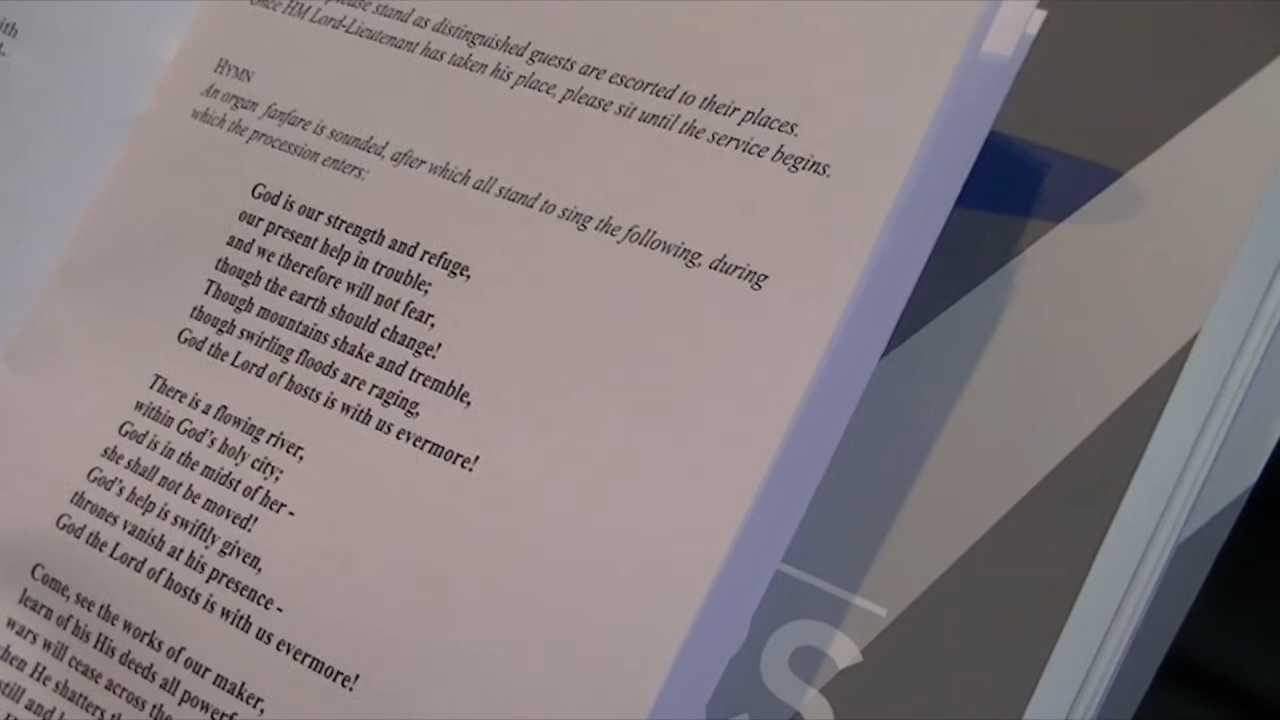 please stand as distinguished guests are escorted to their places.
Once HM Lord-Lieutenant has taken his place, please sit until the service begins.
HYMN
An organ fanfare is sounded, after which all stand to sing the following, during
which the procession enters:
God is our strength and refuge,
our present help in trouble;
and we therefore will not fear,
though the earth should change!
Though mountains shake and tremble,
though swirling floods are raging,
God the Lord of hosts is with us evermore!
There is a flowing river,
within God's holy city;
God is in the midst of her -
she shall not be moved!
God's help is swiftly given,
thrones vanish at his presence -
God the Lord of hosts is with us evermore!
Come, see the works of our maker,
learn of his His deeds all powerf
wars will cease across the
hen He shatters th
still and
ith
S